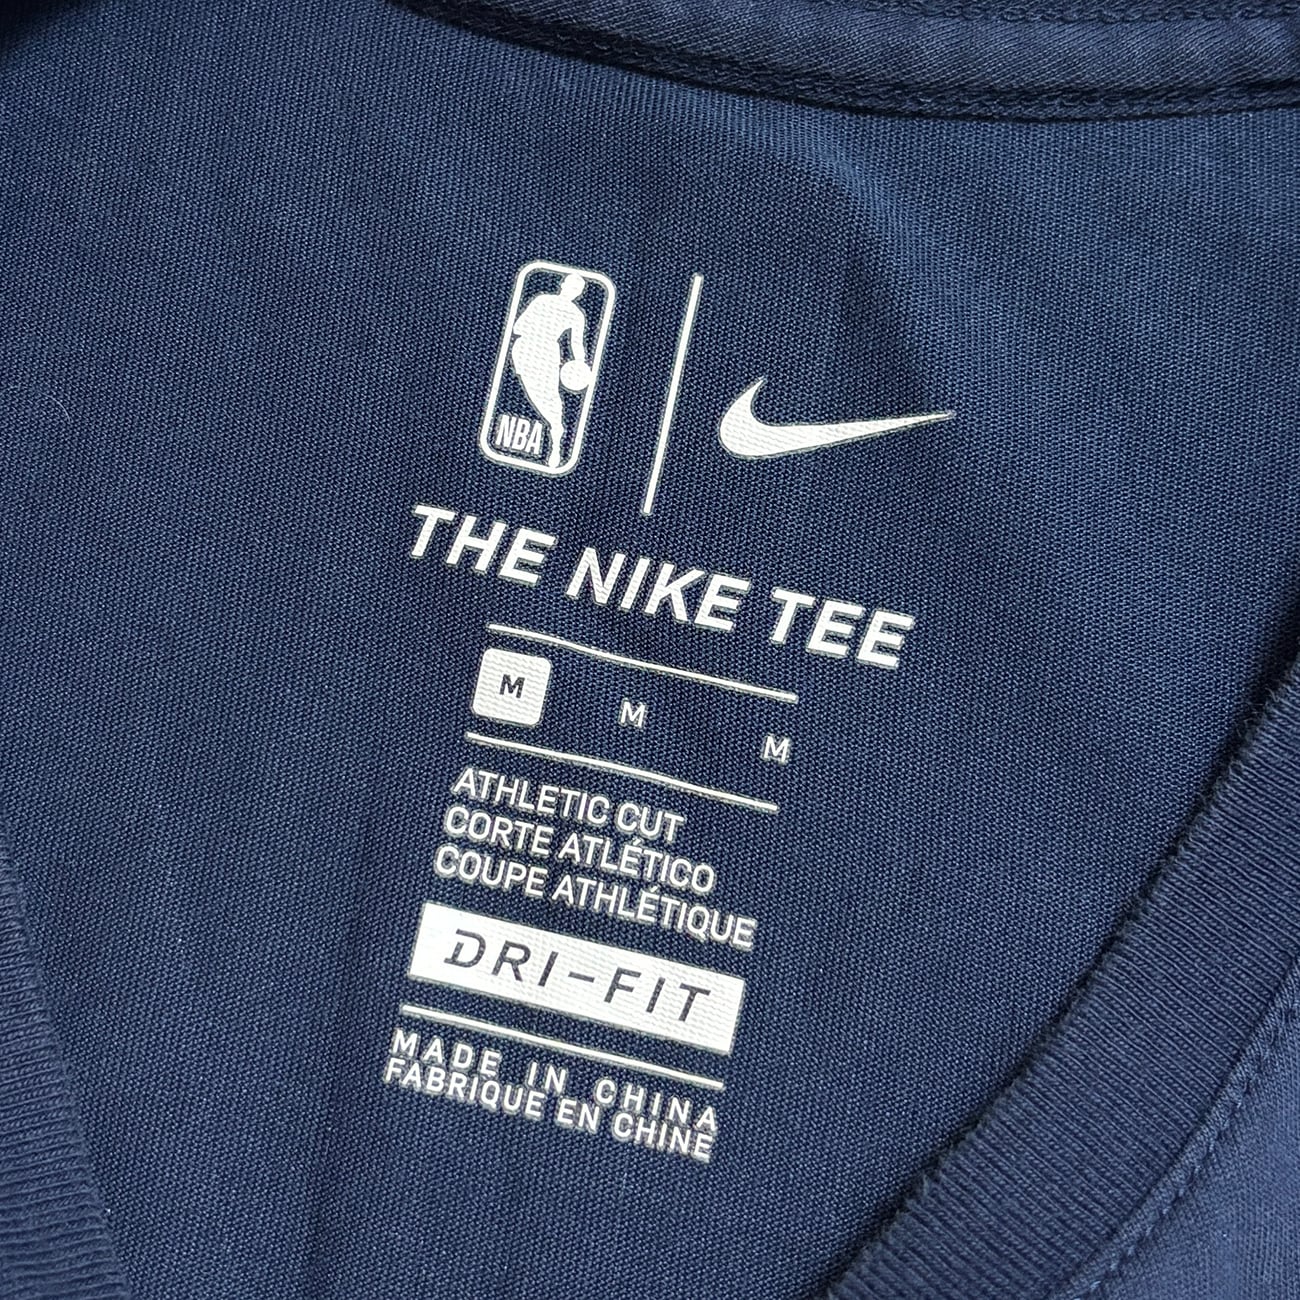 NBA
THE NIKE TEE
M M M
ATHLETIC CUT
CORTE ATLÉTICO
COUPE ATHLÉTIQUE
DRI-FIT
MADE IN CHINA
FABRIQUE EN CHINE